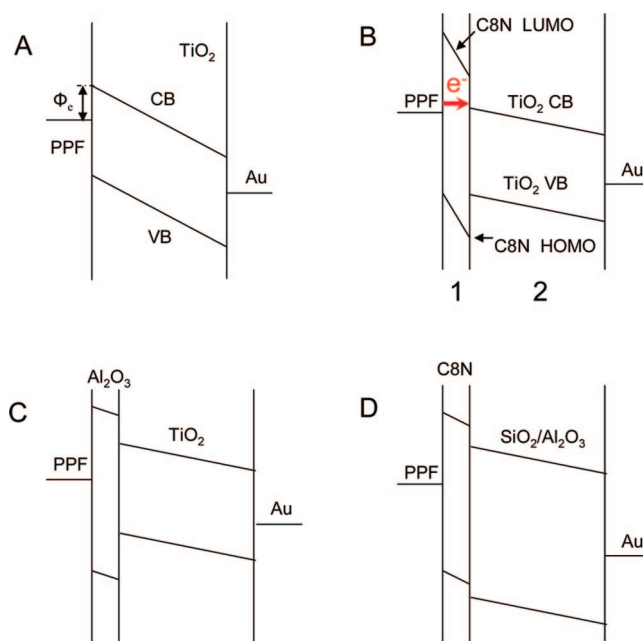 A
TiO₂
Φₑ
CB
PPF
Au
VB
B
C8N LUMO
e⁻
PPF
TiO₂ CB
TiO₂ VB
Au
C8N HOMO
1 2
C
Al₂O₃
TiO₂
PPF
Au
D
C8N
SiO₂/Al₂O₃
PPF
Au